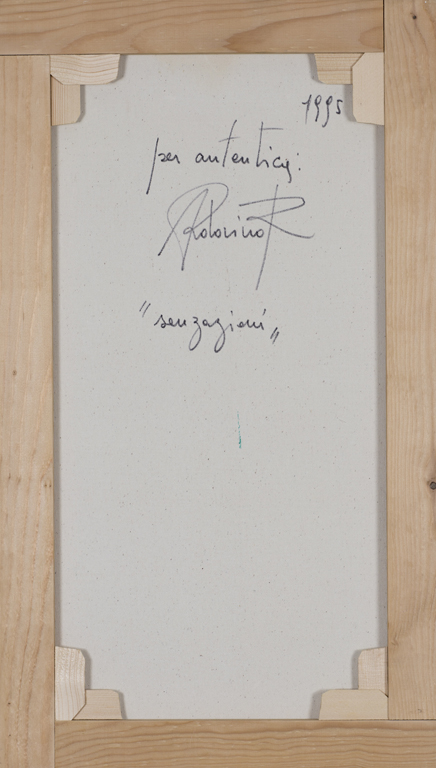 1995
per autentica:
"senzazioni"